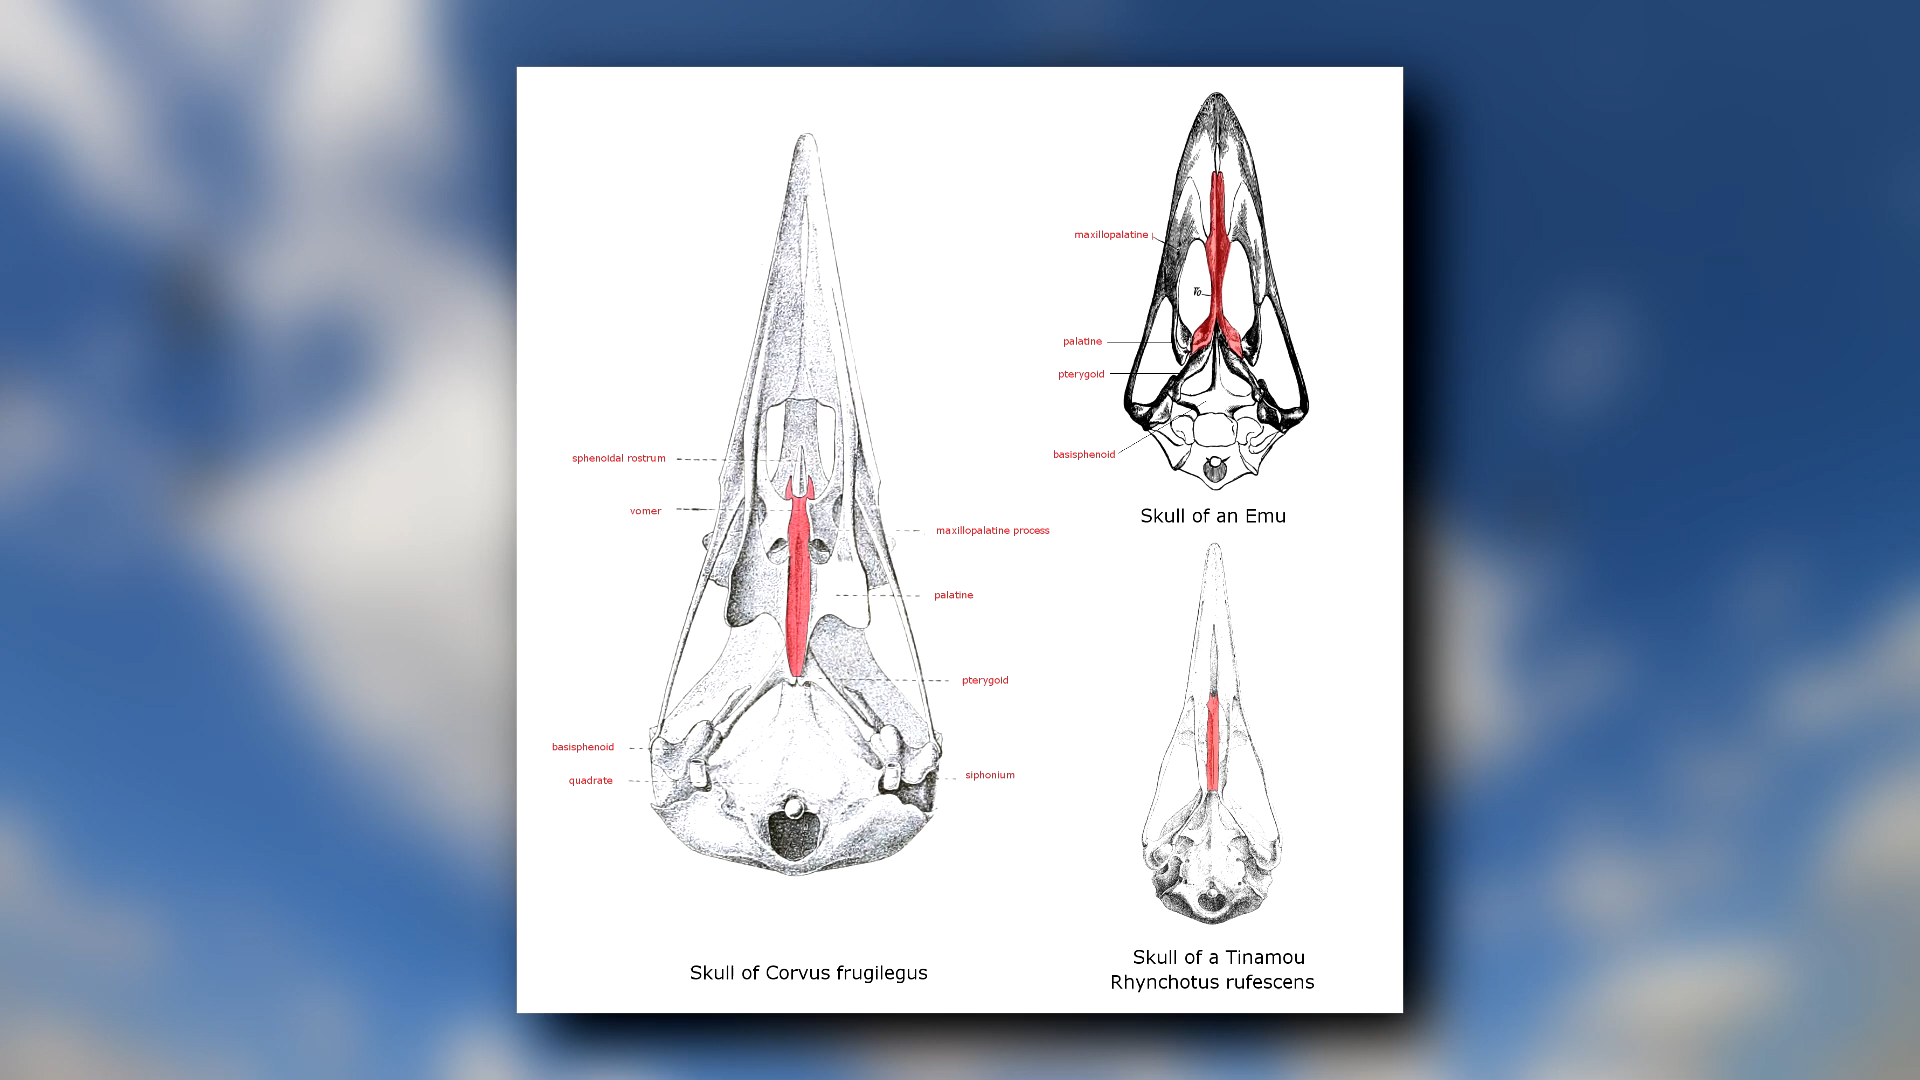 sphenoidal rostrum
vomer
maxillopalatine process
palatine
pterygoid
basisphenoid
quadrate
siphonium
Skull of Corvus frugilegus
maxillopalatine
Vo
palatine
pterygoid
basisphenoid
Skull of an Emu
Skull of a Tinamou
Rhynchotus rufescens